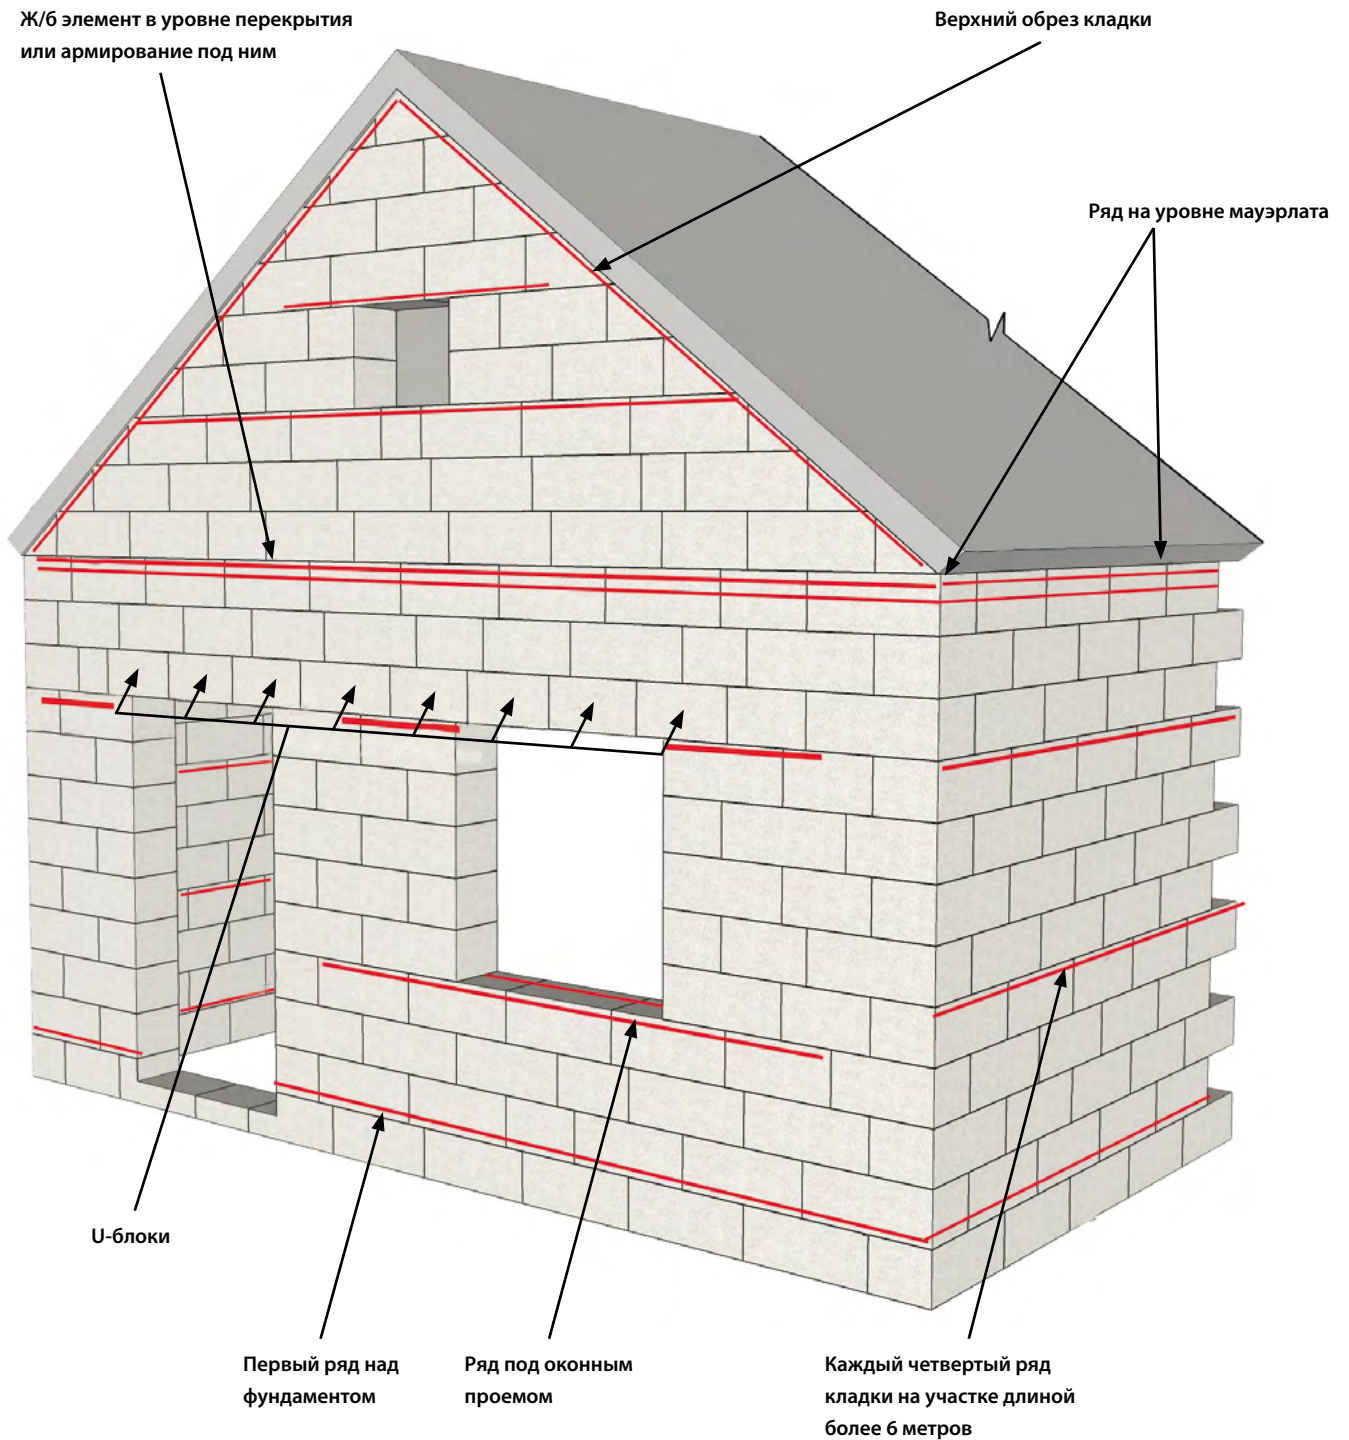 Ж/б элемент в уровне перекрытия
или армирование под ним
Верхний обрез кладки
Ряд на уровне мауэрлата
U-блоки
Первый ряд над
фундаментом
Ряд под оконным
проемом
Каждый четвертый ряд
кладки на участке длиной
более 6 метров